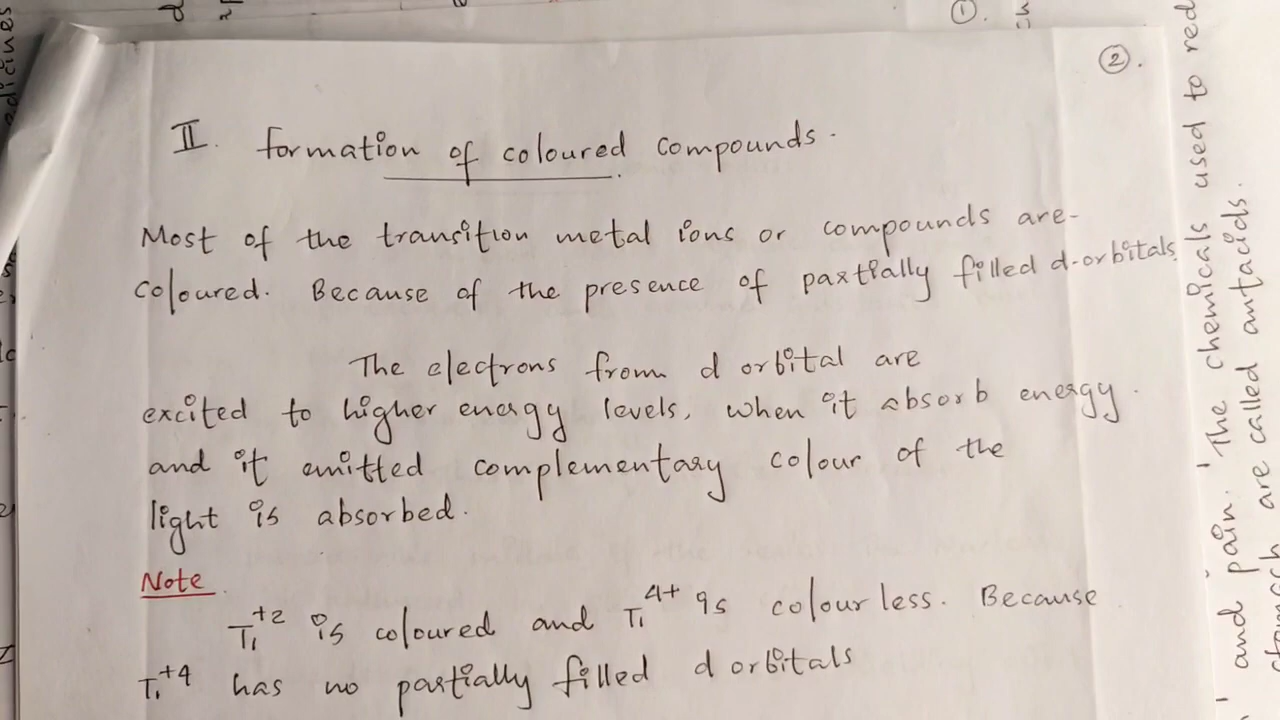 ②.
II. Formation of coloured compounds.
Most of the transition metal ions or compounds are-
coloured. Because of the presence of partially filled d-orbitals
The electrons from d orbital are
excited to higher energy levels, when it absorb energy.
and it emitted complementary colour of the
light is absorbed.
Note
Ti+2 is coloured and Ti4+ is colourless. Because
Ti+4 has no partially filled d orbitals
①.
and pain. The chemicals used to red
are called antacids.